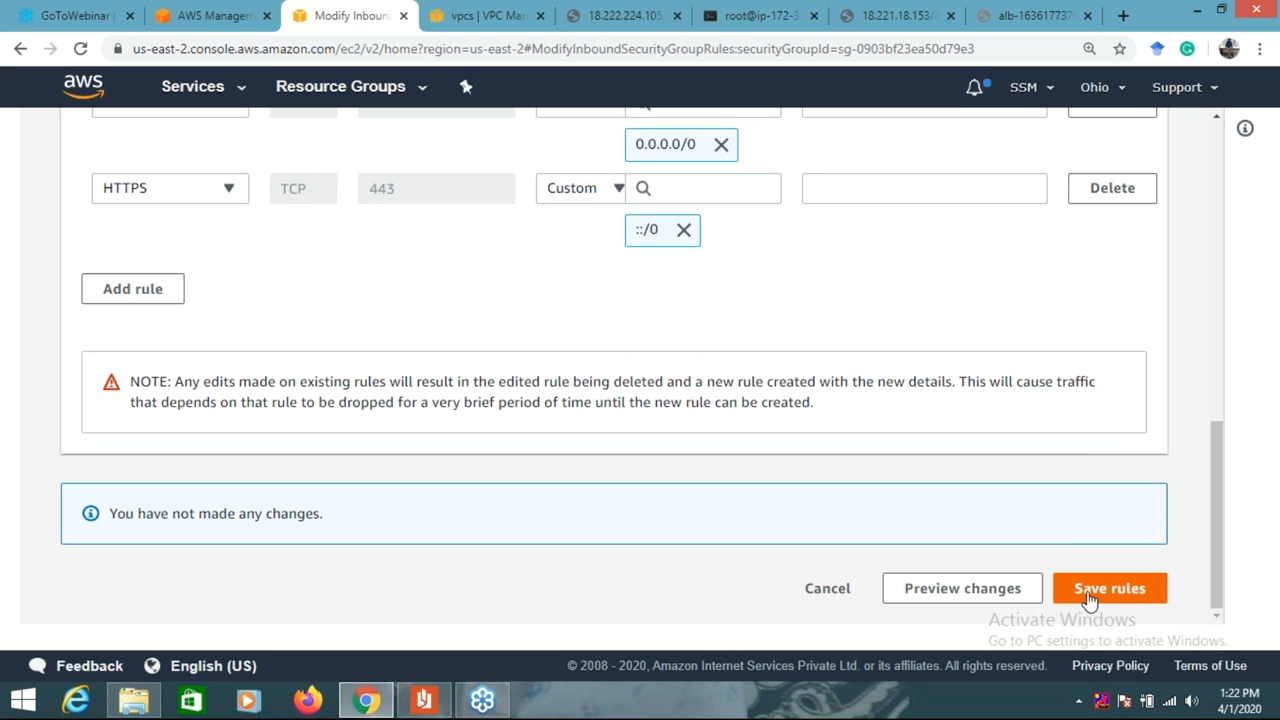 GoToWebinar
AWS Managem
Modify Inboun
vpcs | VPC Man
18.222.224.105
root@ip-172-3
18.221.18.153/
alb-1636177379
us-east-2.console.aws.amazon.com/ec2/v2/home?region=us-east-2#ModifyInboundSecurityGroupRules:securityGroupId=sg-0903bf23ea50d79e3
aws
Services
Resource Groups
SSM
Ohio
Support
0.0.0.0/0
HTTPS
TCP
443
Custom
Delete
::/0
Add rule
NOTE: Any edits made on existing rules will result in the edited rule being deleted and a new rule created with the new details. This will cause traffic
that depends on that rule to be dropped for a very brief period of time until the new rule can be created.
You have not made any changes.
Cancel
Preview changes
Save rules
Activate Windows
Go to PC settings to activate Windows.
Feedback
English (US)
© 2008 - 2020, Amazon Internet Services Private Ltd. or its affiliates. All rights reserved.
Privacy Policy
Terms of Use
1:22 PM
4/1/2020